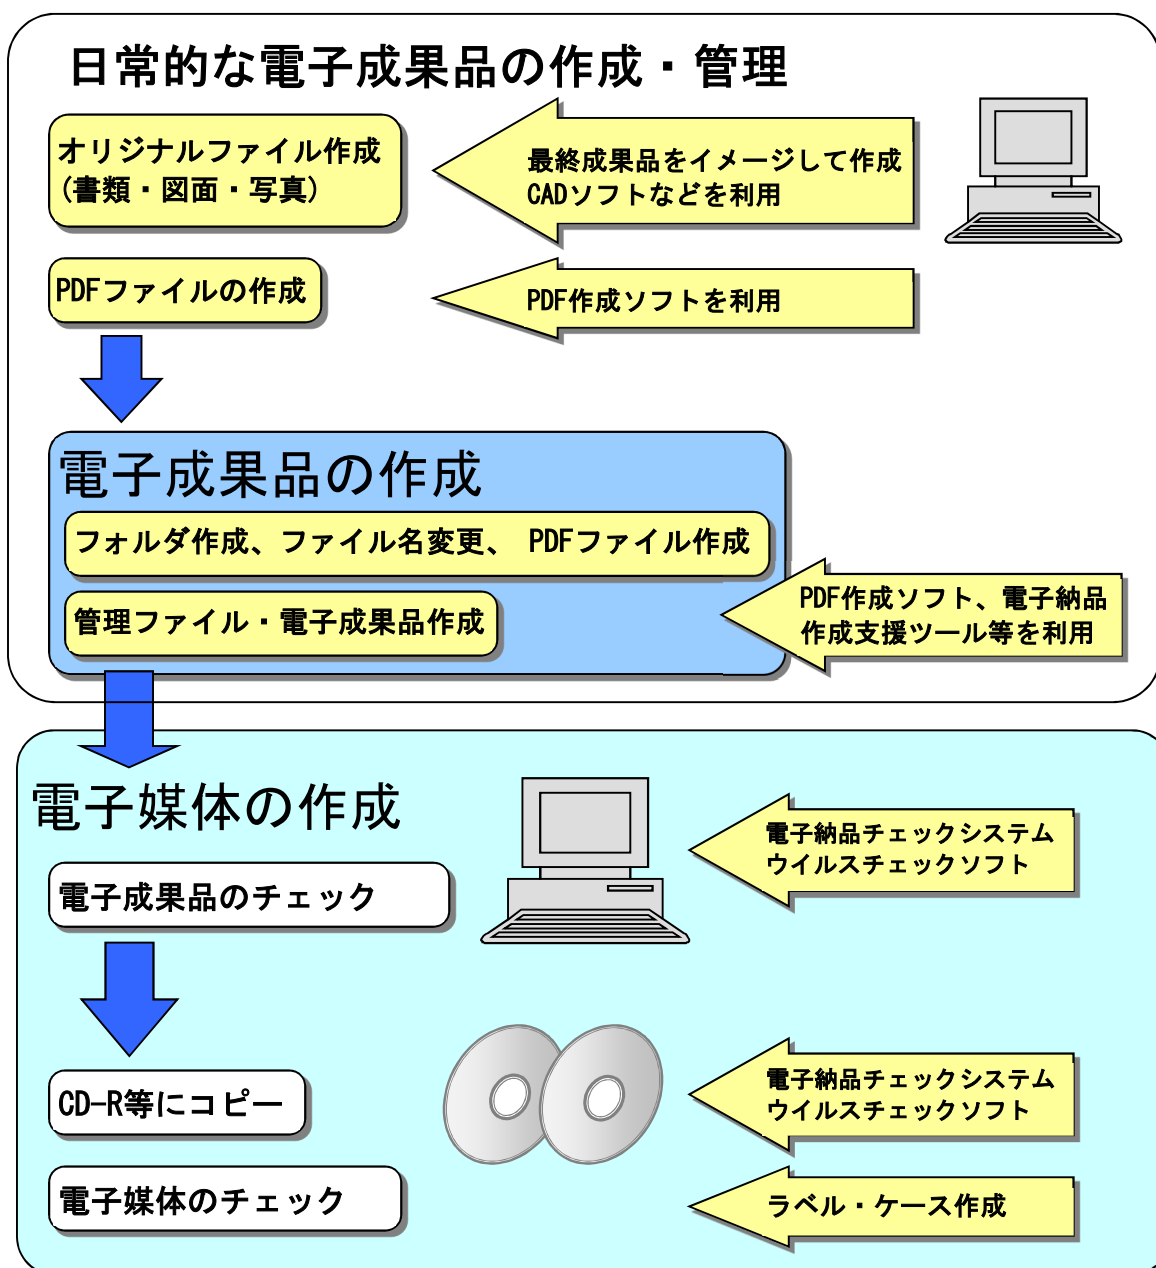 日常的な電子成果品の作成・管理
オリジナルファイル作成
(書類・図面・写真)
最終成果品をイメージして作成
CADソフトなどを利用
PDFファイルの作成
PDF作成ソフトを利用
電子成果品の作成
フォルダ作成、ファイル名変更、 PDFファイル作成
管理ファイル・電子成果品作成
PDF作成ソフト、電子納品
作成支援ツール等を利用
電子媒体の作成
電子納品チェックシステム
ウイルスチェックソフト
電子成果品のチェック
CD-R等にコピー
電子納品チェックシステム
ウイルスチェックソフト
電子媒体のチェック
ラベル・ケース作成